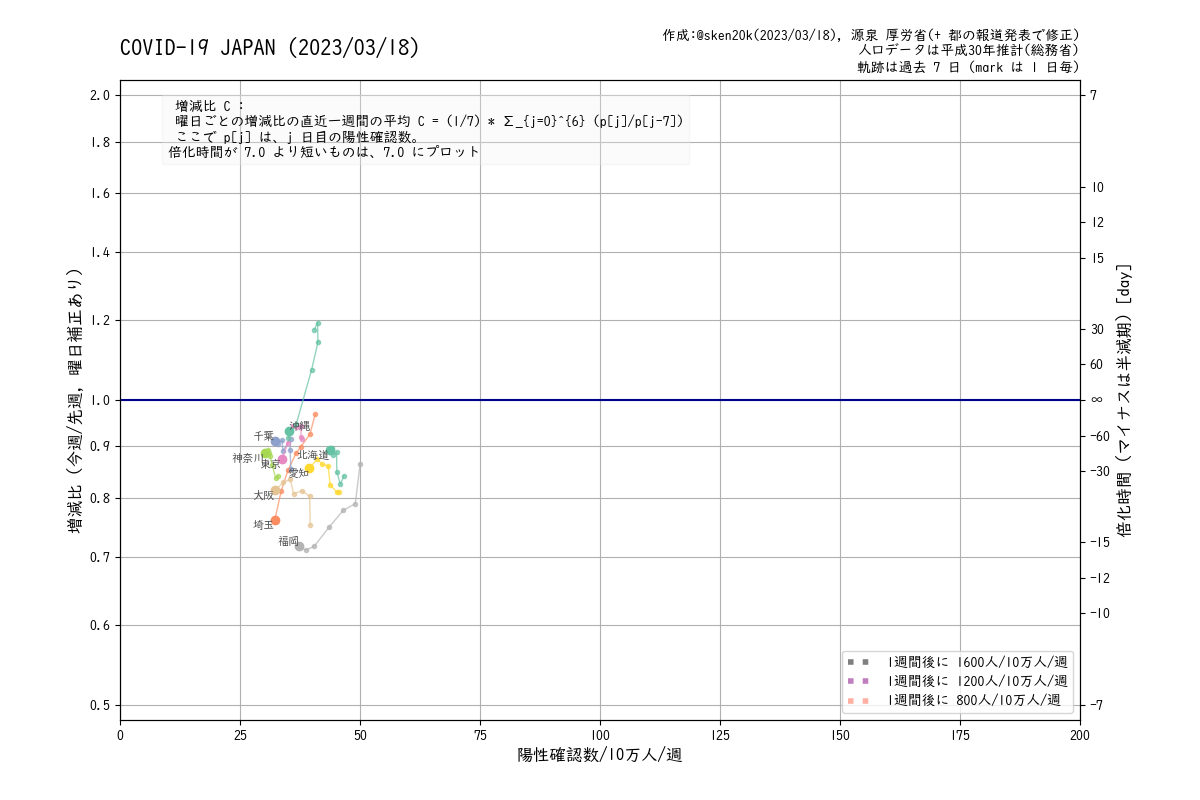 COVID-19 JAPAN (2023/03/18)
作成:@sken20k(2023/03/18), 源泉 厚労省(+ 都の報道発表で修正)
人口データは平成30年推計(総務省)
軌跡は過去 7 日 (mark は 1 日毎)
増減比 C :
曜日ごとの増減比の直近一週間の平均 C = (1/7) * Σ_{j=0}^{6} (p[j]/p[j-7])
ここで p[j] は、j 日目の陽性確認数。
倍化時間が 7.0 より短いものは、7.0 にプロット
増減比 (今週/先週, 曜日補正あり)
2.0
1.8
1.6
1.4
1.2
1.0
0.9
0.8
0.7
0.6
0.5
千葉
沖縄
神奈川
東京
北海道
愛知
大阪
埼玉
福岡
7
10
12
15
30
60
∞
-60
-30
-15
-12
-10
-7
倍化時間 (マイナスは半減期) [day]
1週間後に 1600人/10万人/週
1週間後に 1200人/10万人/週
1週間後に 800人/10万人/週
0 25 50 75 100 125 150 175 200
陽性確認数/10万人/週